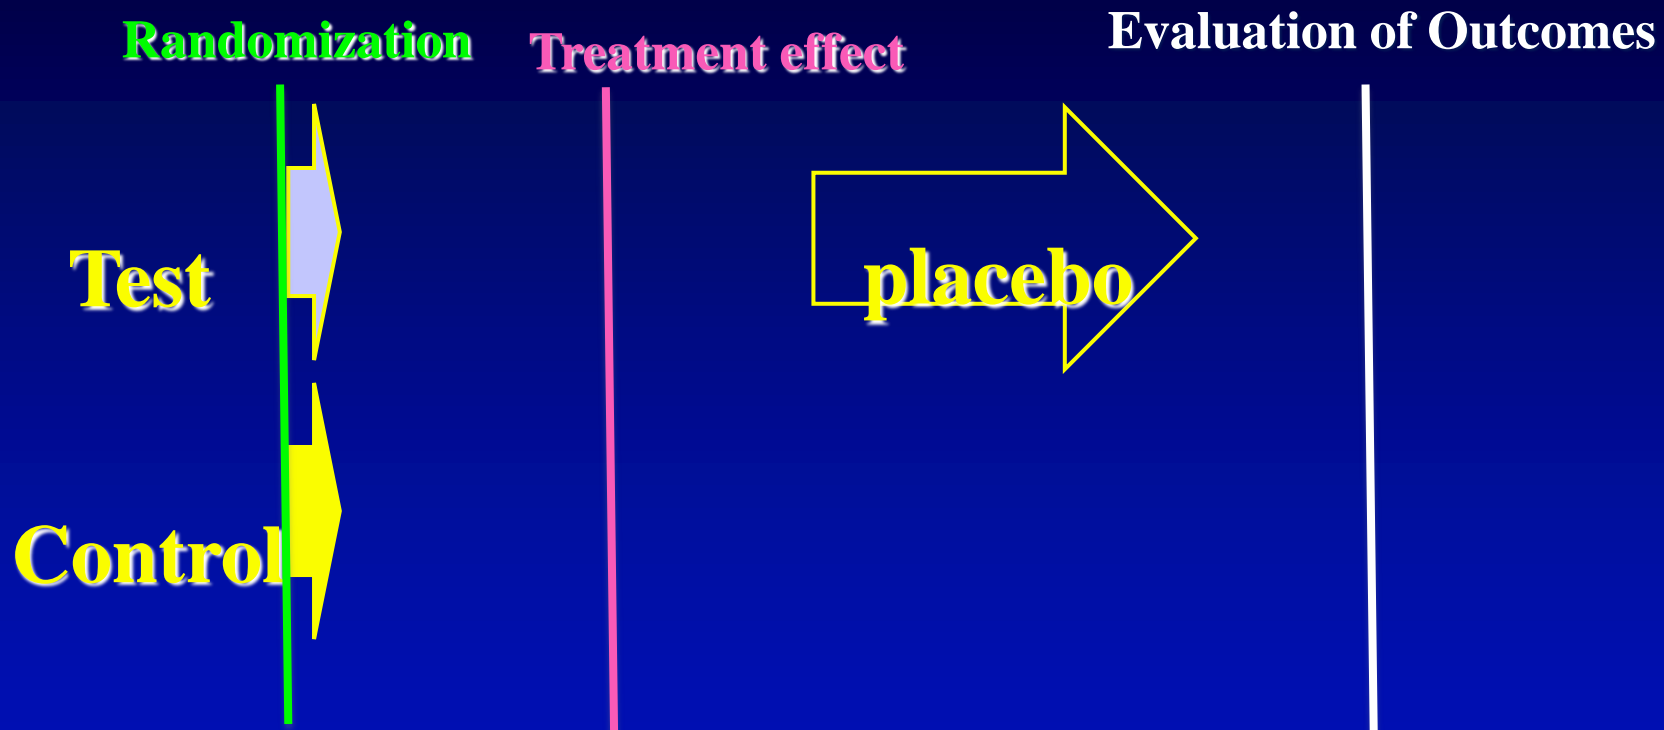 Randomization
Treatment effect
Evaluation of Outcomes
Test
placebo
Control